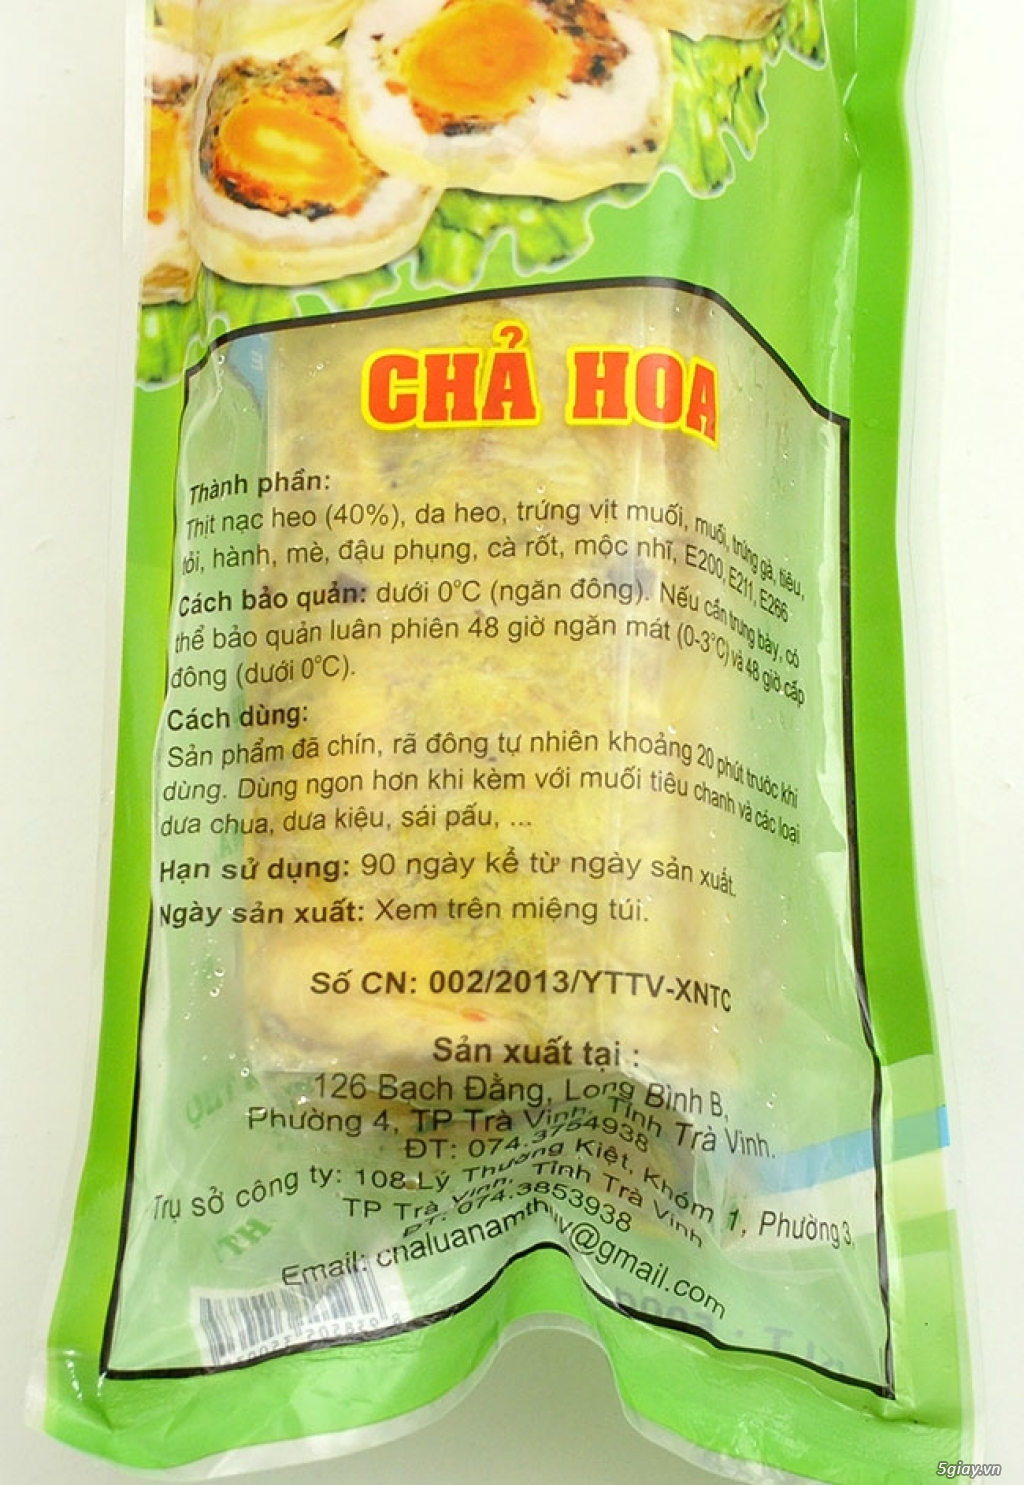 CHẢ HOA
Thành phần:
Thịt nạc heo (40%), da heo, trứng vịt muối, muối, trứng gà, tiêu,
tỏi, hành, mè, đậu phụng, cà rốt, mộc nhĩ, E200, E211, E266
Cách bảo quản: dưới 0°C (ngăn đông). Nếu cần trưng bày, có
thể bảo quản luân phiên 48 giờ ngăn mát (0-3°C) và 48 giờ cấp
đông (dưới 0°C).
Cách dùng:
Sản phẩm đã chín, rã đông tự nhiên khoảng 20 phút trước khi
dùng. Dùng ngon hơn khi kèm với muối tiêu chanh và các loại
dưa chua, dưa kiệu, sái pấu, ...
Hạn sử dụng: 90 ngày kể từ ngày sản xuất.
Ngày sản xuất: Xem trên miệng túi.
Số CN: 002/2013/YTTV-XNTC
Sản xuất tại :
126 Bạch Đằng, Long Bình B,
Phường 4, TP Trà Vinh, Tỉnh Trà Vinh.
ĐT: 074.3754938
Trụ sở công ty: 108 Lý Thường Kiệt, Khóm 1, Phường 3,
TP Trà Vinh, Tỉnh Trà Vinh
ĐT: 074.3853938
Email: chaluanamthuy@gmail.com
5giay.vn